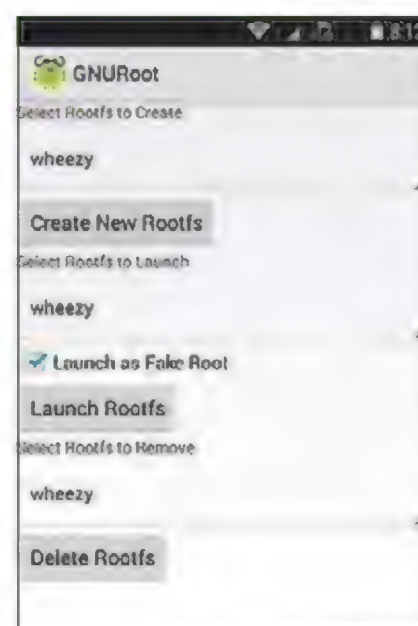 GNURoot
Select Rootfs to Create
wheezy
Create New Rootfs
Select Rootfs to Launch
wheezy
Launch as Fake Root
Launch Rootfs
Select Rootfs to Remove
wheezy
Delete Rootfs